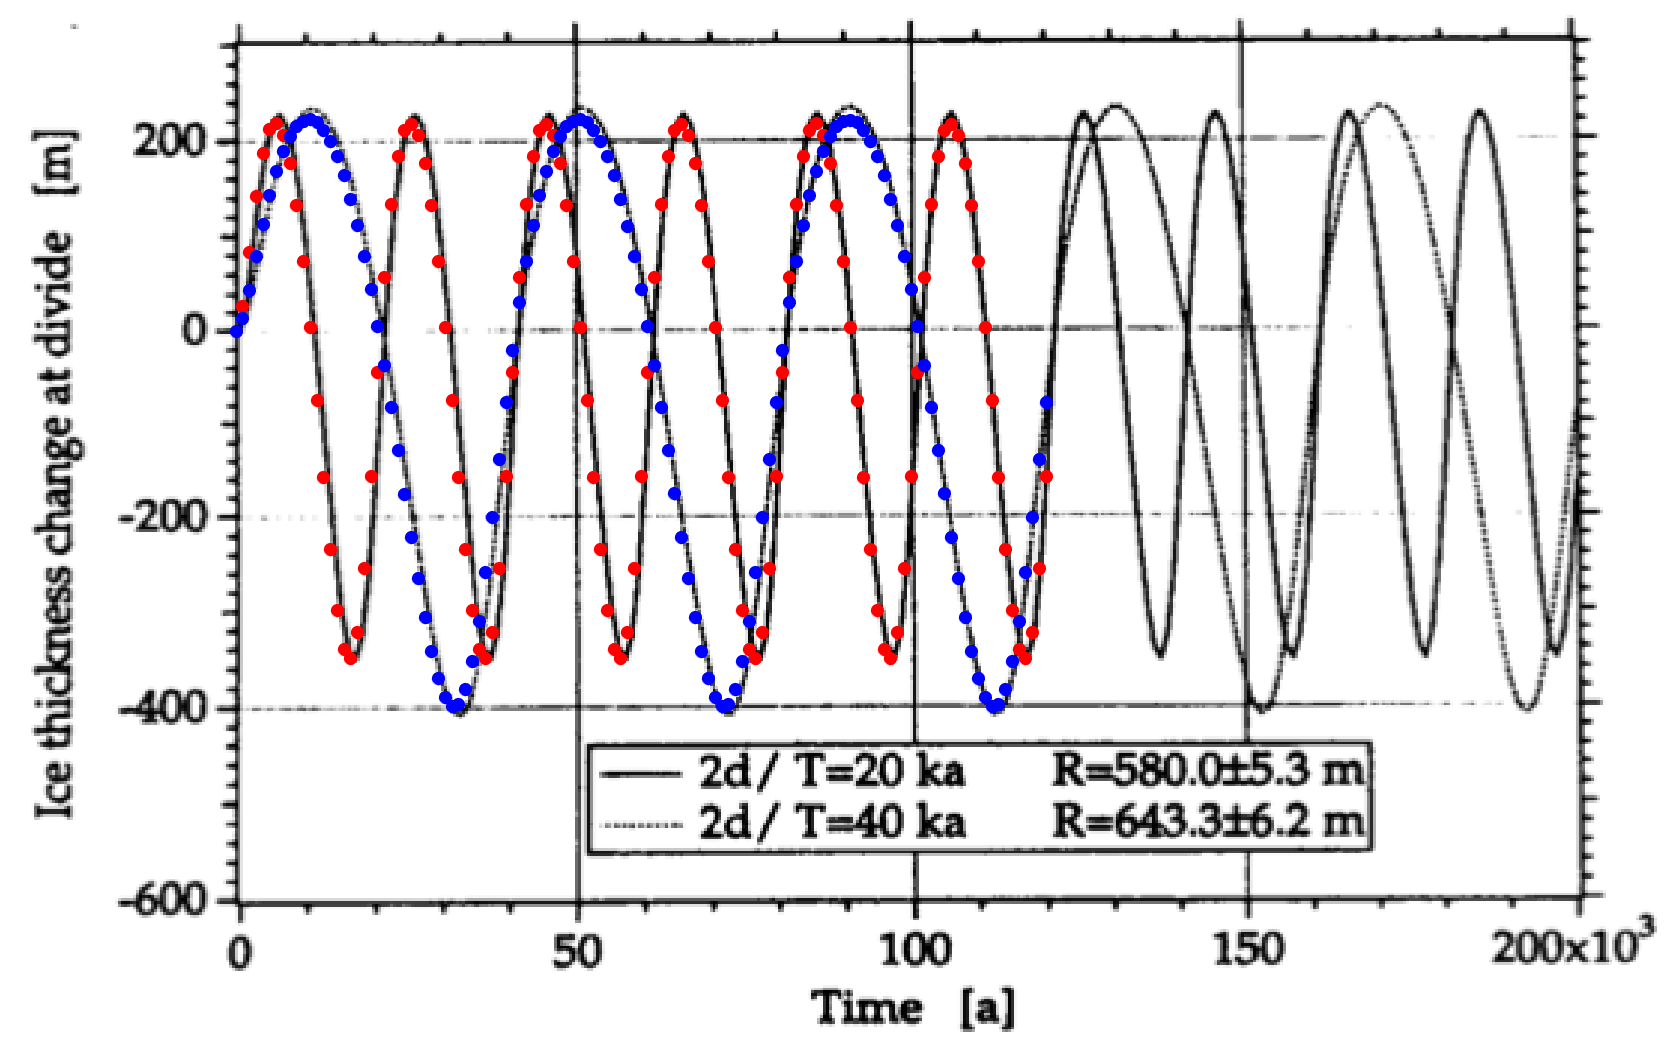 Ice thickness change at divide [m]
200
0
-200
-400
-600
2d/ T=20 ka R=580.0±5.3 m
2d/ T=40 ka R=643.3±6.2 m
0 50 100 150 200x10³
Time [a]